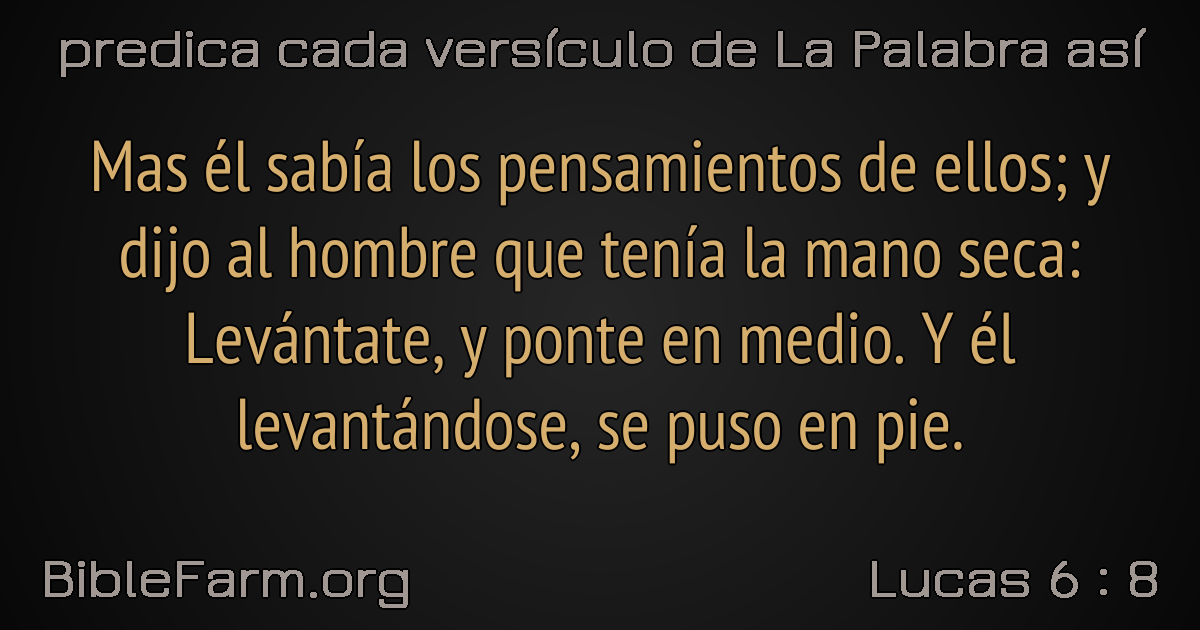 predica cada versículo de La Palabra así
Mas él sabía los pensamientos de ellos; y
dijo al hombre que tenía la mano seca:
Levántate, y ponte en medio. Y él
levantándose, se puso en pie.
BibleFarm.org
Lucas 6 : 8